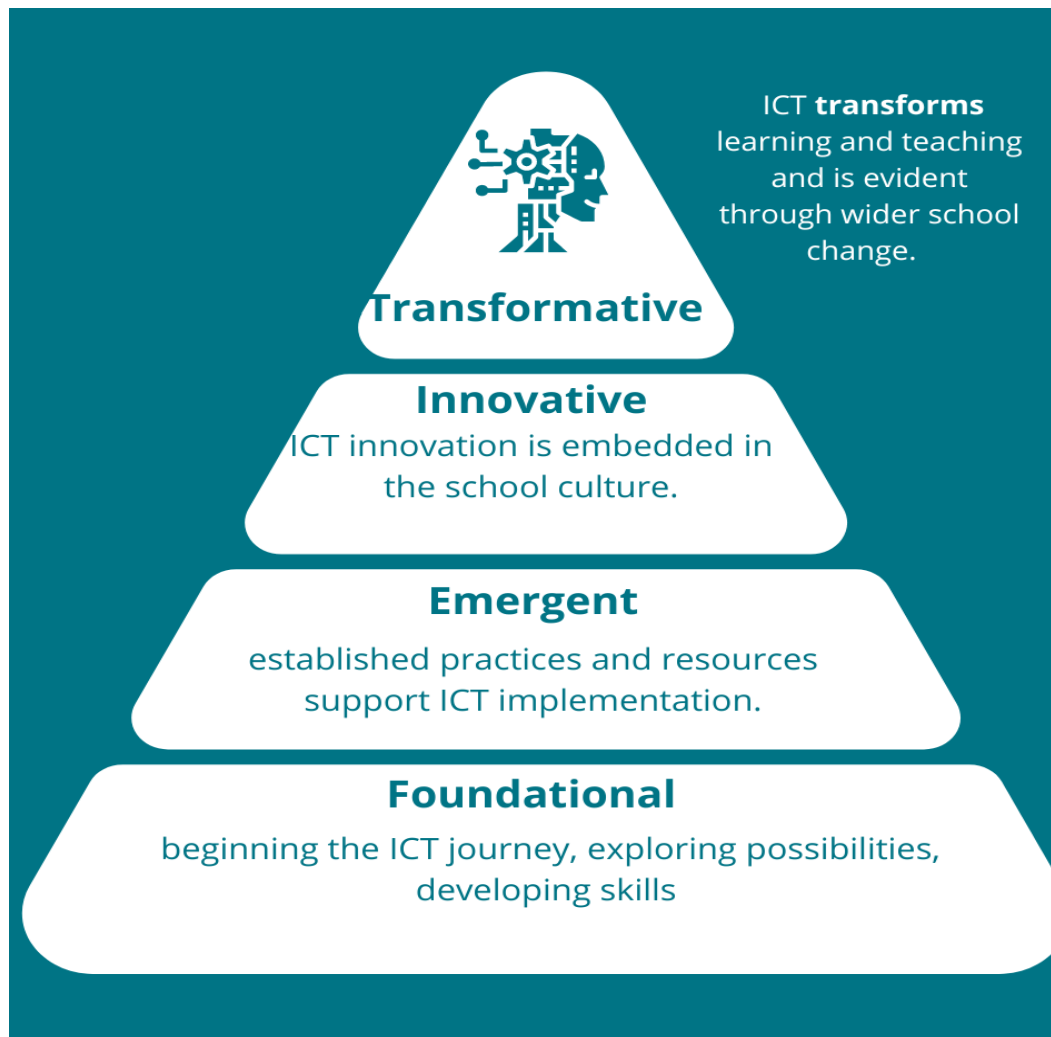 ICT transforms
learning and teaching
and is evident
through wider school
change.
Transformative
Innovative
ICT innovation is embedded in
the school culture.
Emergent
established practices and resources
support ICT implementation.
Foundational
beginning the ICT journey, exploring possibilities,
developing skills